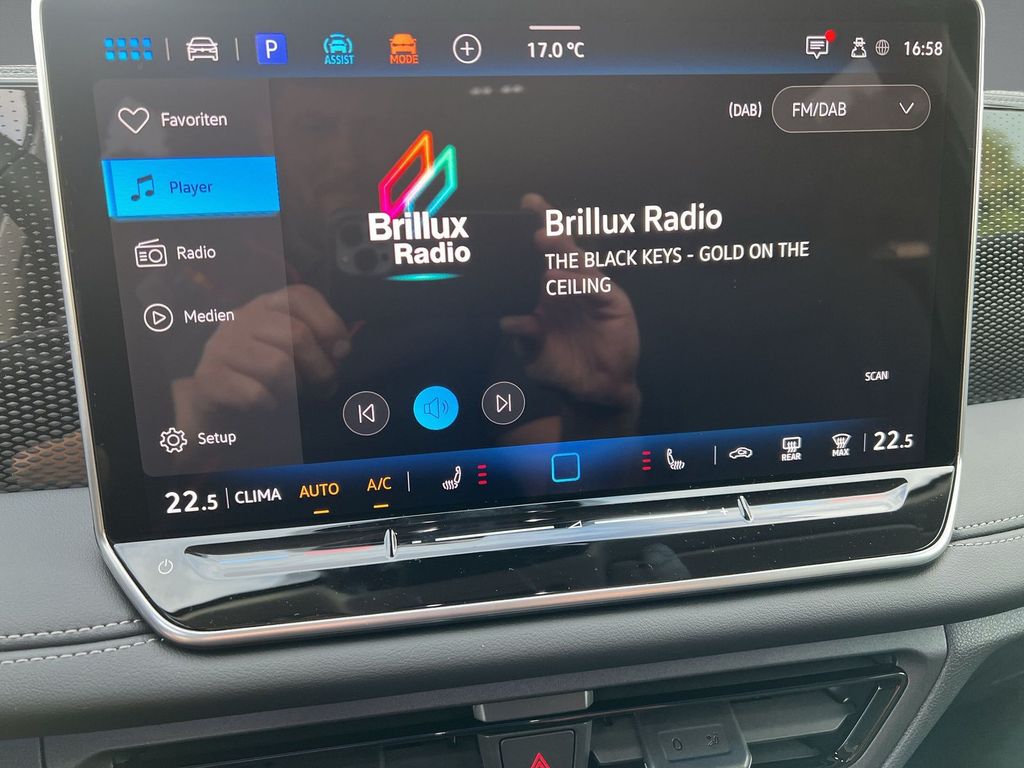 P
ASSIST
MODE
17.0 °C
16:58
Favoriten
Player
Radio
Medien
Setup
(DAB) FM/DAB
Brillux
Radio
Brillux Radio
THE BLACK KEYS - GOLD ON THE
CEILING
SCAN
22.5 CLIMA AUTO A/C
REAR
MAX
22.5